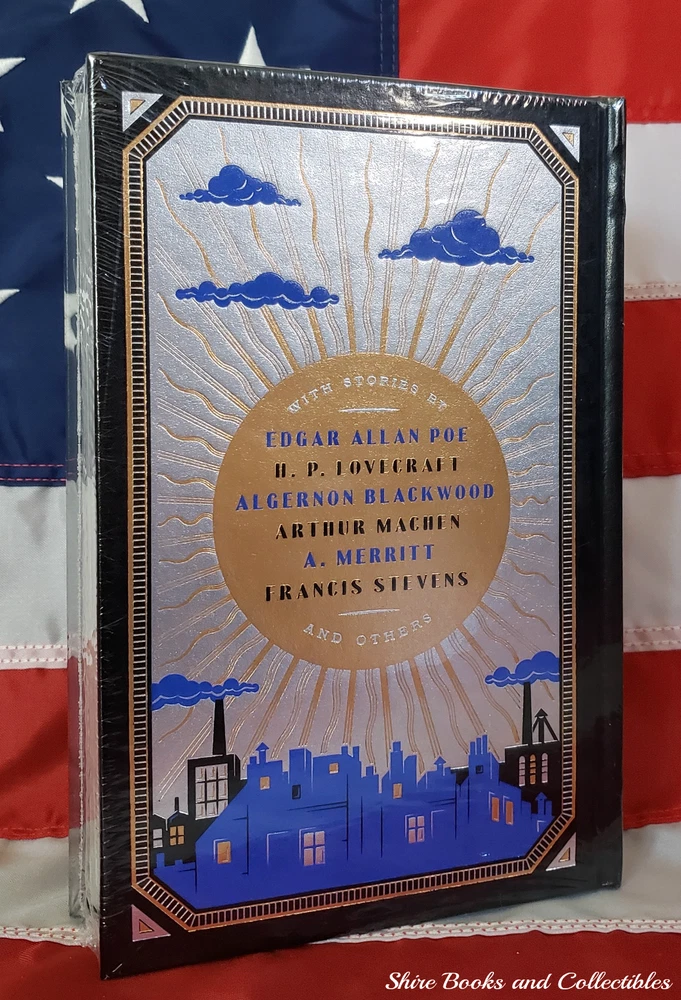 WITH STORIES BY
EDGAR ALLAN POE
H. P. LOVECRAFT
ALGERNON BLACKWOOD
ARTHUR MACHEN
A. MERRITT
FRANCIS STEVENS
AND OTHERS
Shire Books and Collectibles